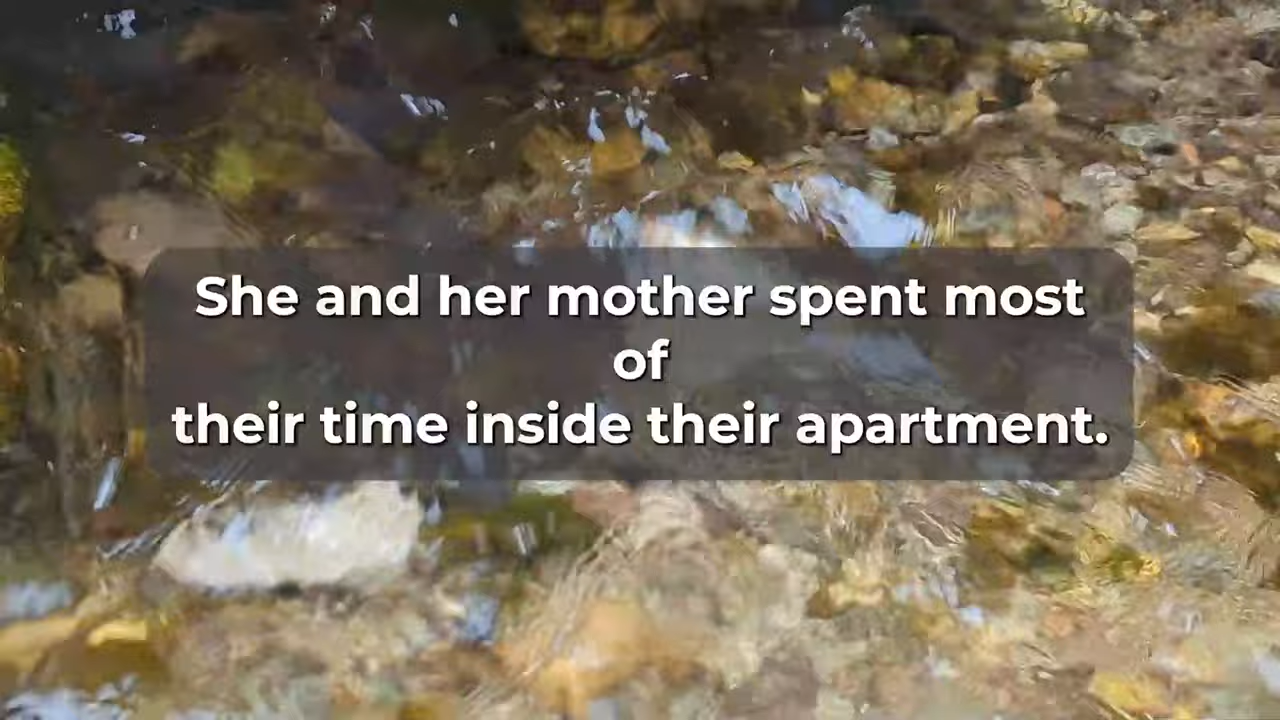 She and her mother spent most
of
their time inside their apartment.